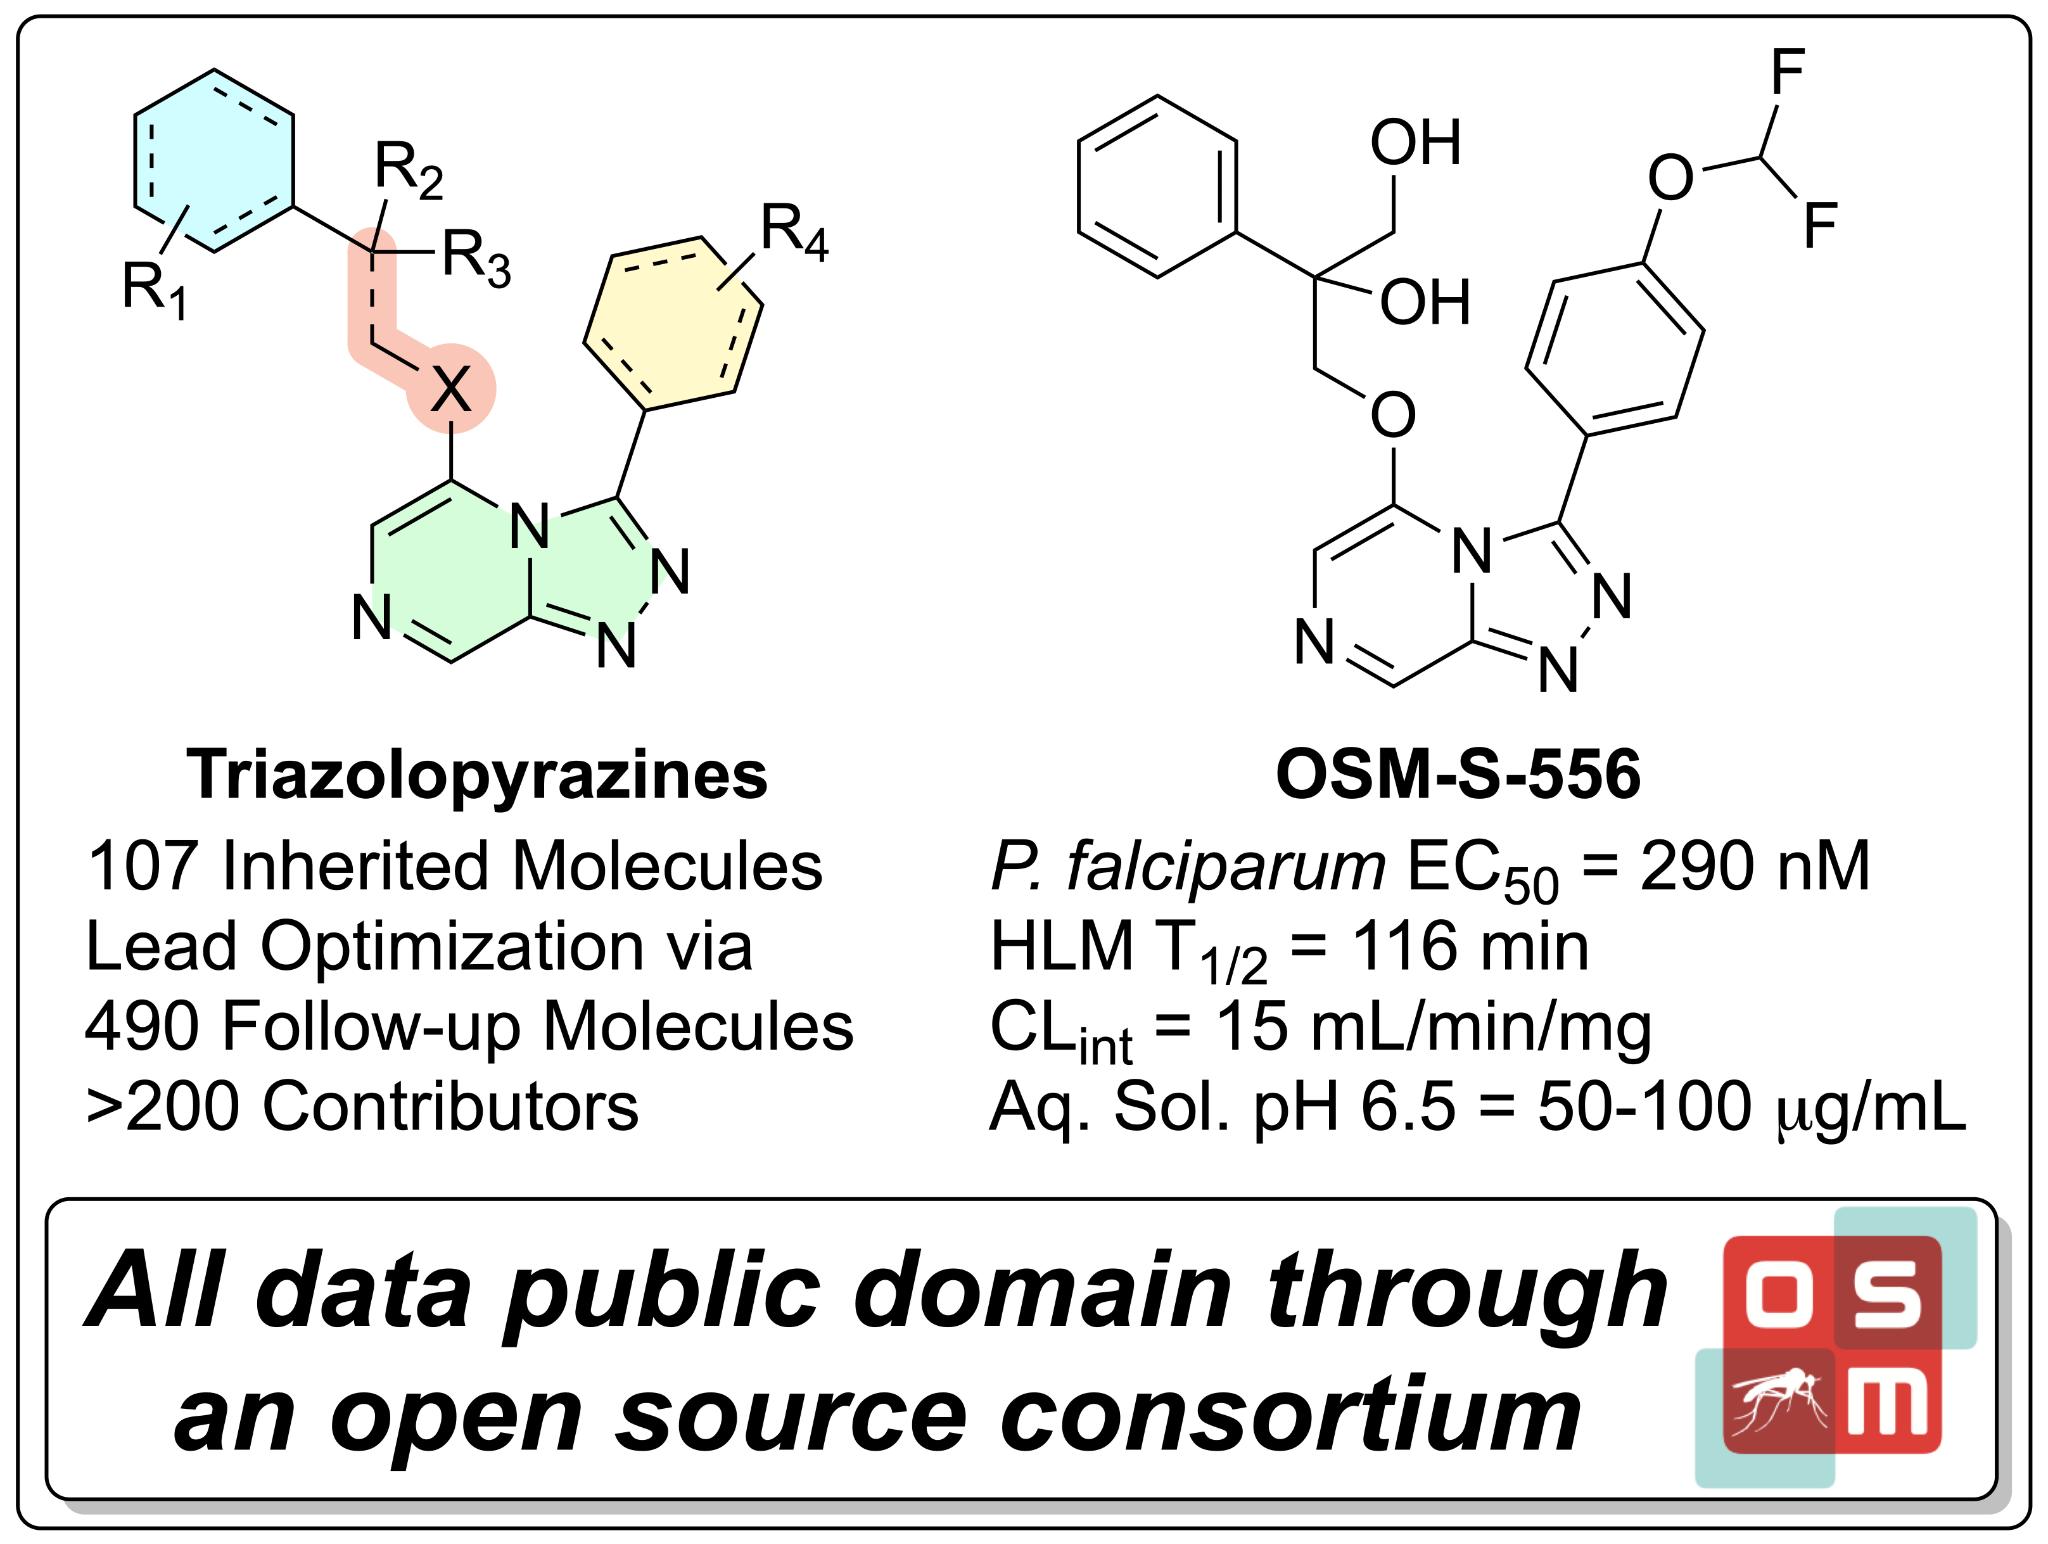 R1
R2
R3
R4
X
N
N
N
N
OH
OH
O
O
F
F
N
N
N
N
Triazolopyrazines
107 Inherited Molecules
Lead Optimization via
490 Follow-up Molecules
>200 Contributors
OSM-S-556
P. falciparum EC50 = 290 nM
HLM T1/2 = 116 min
CLint = 15 mL/min/mg
Aq. Sol. pH 6.5 = 50-100 µg/mL
All data public domain through
an open source consortium
OS
m